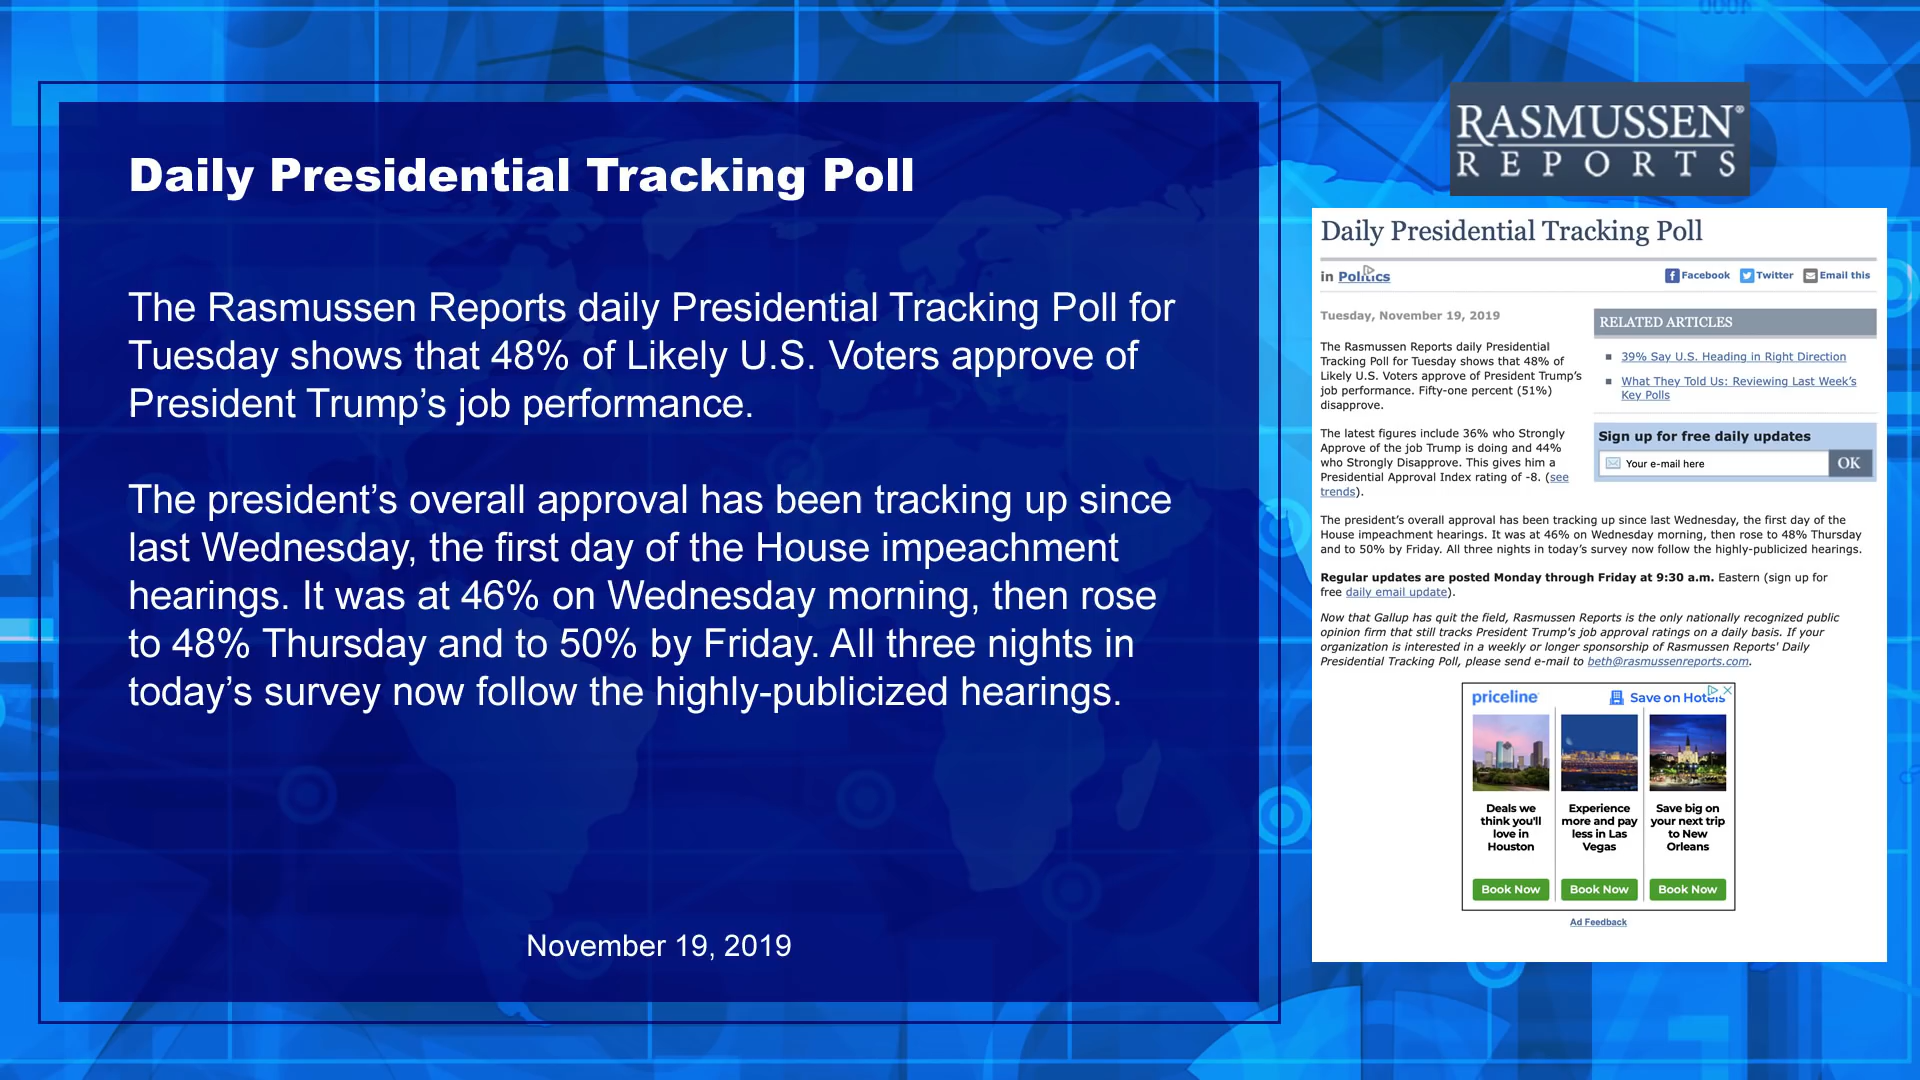 Daily Presidential Tracking Poll
The Rasmussen Reports daily Presidential Tracking Poll for
Tuesday shows that 48% of Likely U.S. Voters approve of
President Trump’s job performance.
The president’s overall approval has been tracking up since
last Wednesday, the first day of the House impeachment
hearings. It was at 46% on Wednesday morning, then rose
to 48% Thursday and to 50% by Friday. All three nights in
today’s survey now follow the highly-publicized hearings.
November 19, 2019
RASMUSSEN®
REPORTS
Daily Presidential Tracking Poll
in Politics
Facebook Twitter Email this
Tuesday, November 19, 2019
The Rasmussen Reports daily Presidential
Tracking Poll for Tuesday shows that 48% of
Likely U.S. Voters approve of President Trump’s
job performance. Fifty-one percent (51%)
disapprove.
The latest figures include 36% who Strongly
Approve of the job Trump is doing and 44%
who Strongly Disapprove. This gives him a
Presidential Approval Index rating of -8. (see
trends).
RELATED ARTICLES
39% Say U.S. Heading in Right Direction
What They Told Us: Reviewing Last Week’s
Key Polls
Sign up for free daily updates
Your e-mail here OK
The president’s overall approval has been tracking up since last Wednesday, the first day of the
House impeachment hearings. It was at 46% on Wednesday morning, then rose to 48% Thursday
and to 50% by Friday. All three nights in today’s survey now follow the highly-publicized hearings.
Regular updates are posted Monday through Friday at 9:30 a.m. Eastern (sign up for
free daily email update).
Now that Gallup has quit the field, Rasmussen Reports is the only nationally recognized public
opinion firm that still tracks President Trump's job approval ratings on a daily basis. If your
organization is interested in a weekly or longer sponsorship of Rasmussen Reports' Daily
Presidential Tracking Poll, please send e-mail to beth@rasmussenreports.com.
priceline Save on Hotels
Deals we
think you'll
love in
Houston
Book Now
Experience
more and pay
less in Las
Vegas
Book Now
Save big on
your next trip
to New
Orleans
Book Now
Ad Feedback